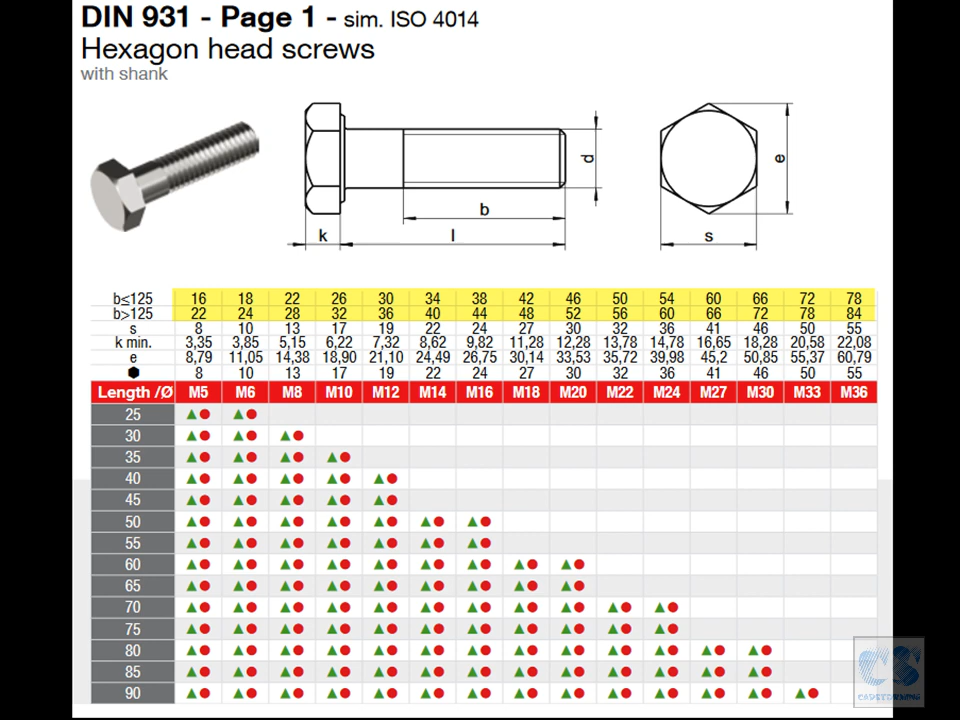 DIN 931 - Page 1 - sim. ISO 4014
Hexagon head screws
with shank
d
e
b
k
l
s
b≤125 16 18 22 26 30 34 38 42 46 50 54 60 66 72 78
b>125 22 24 28 32 36 40 44 48 52 56 60 66 72 78 84
s 8 10 13 17 19 22 24 27 30 32 36 41 46 50 55
k min. 3,35 3,85 5,15 6,22 7,32 8,62 9,82 11,28 12,28 13,78 14,78 16,65 18,28 20,58 22,08
e 8,79 11,05 14,38 18,90 21,10 24,49 26,75 30,14 33,53 35,72 39,98 45,2 50,85 55,37 60,79
8 10 13 17 19 22 24 27 30 32 36 41 46 50 55
Length /Ø M5 M6 M8 M10 M12 M14 M16 M18 M20 M22 M24 M27 M30 M33 M36
25
30
35
40
45
50
55
60
65
70
75
80
85
90
CS